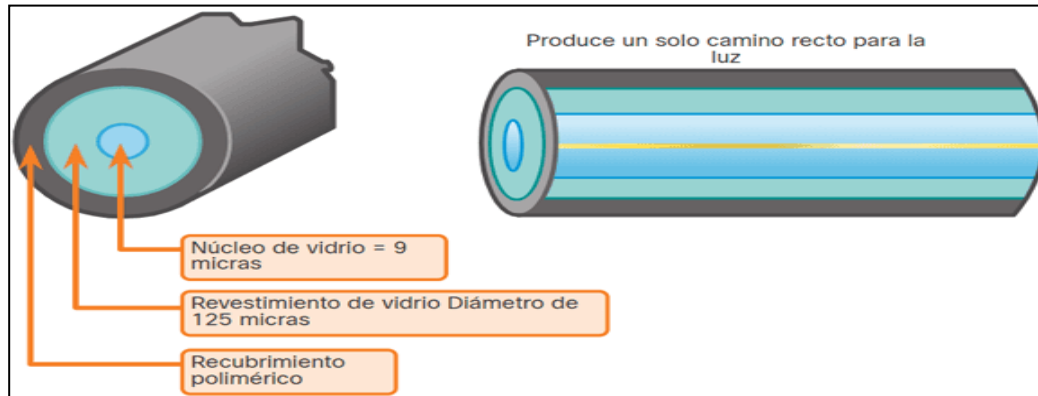 Produce un solo camino recto para la
luz
Núcleo de vidrio = 9
micras
Revestimiento de vidrio Diámetro de
125 micras
Recubrimiento
polimérico